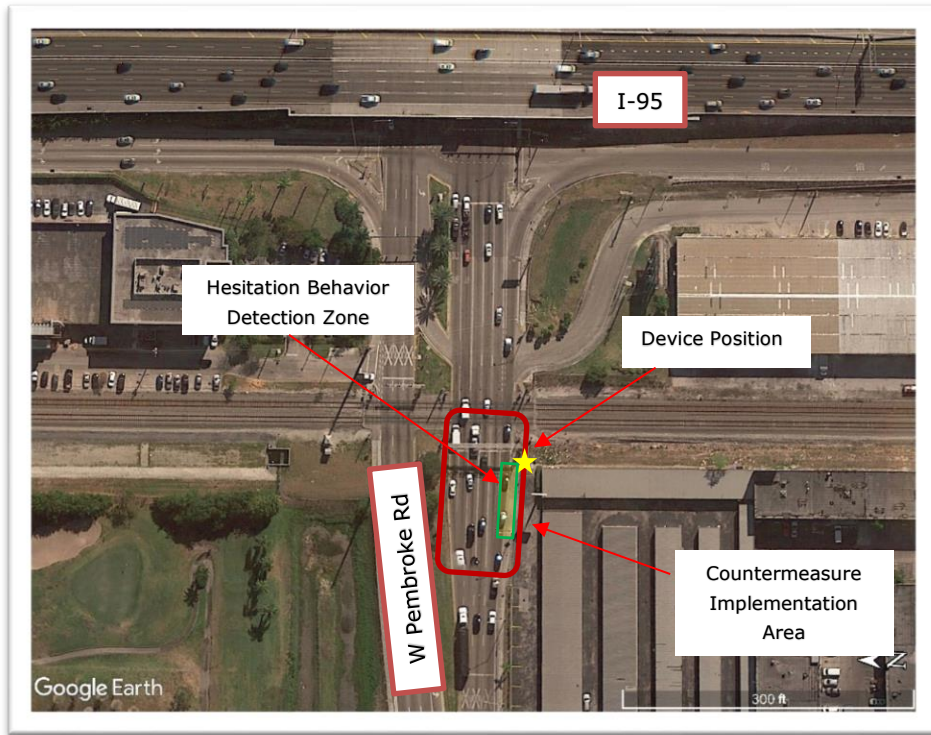 I-95
Hesitation Behavior
Detection Zone
Device Position
W Pembroke Rd
Countermeasure
Implementation
Area
N
Google Earth
300 ft